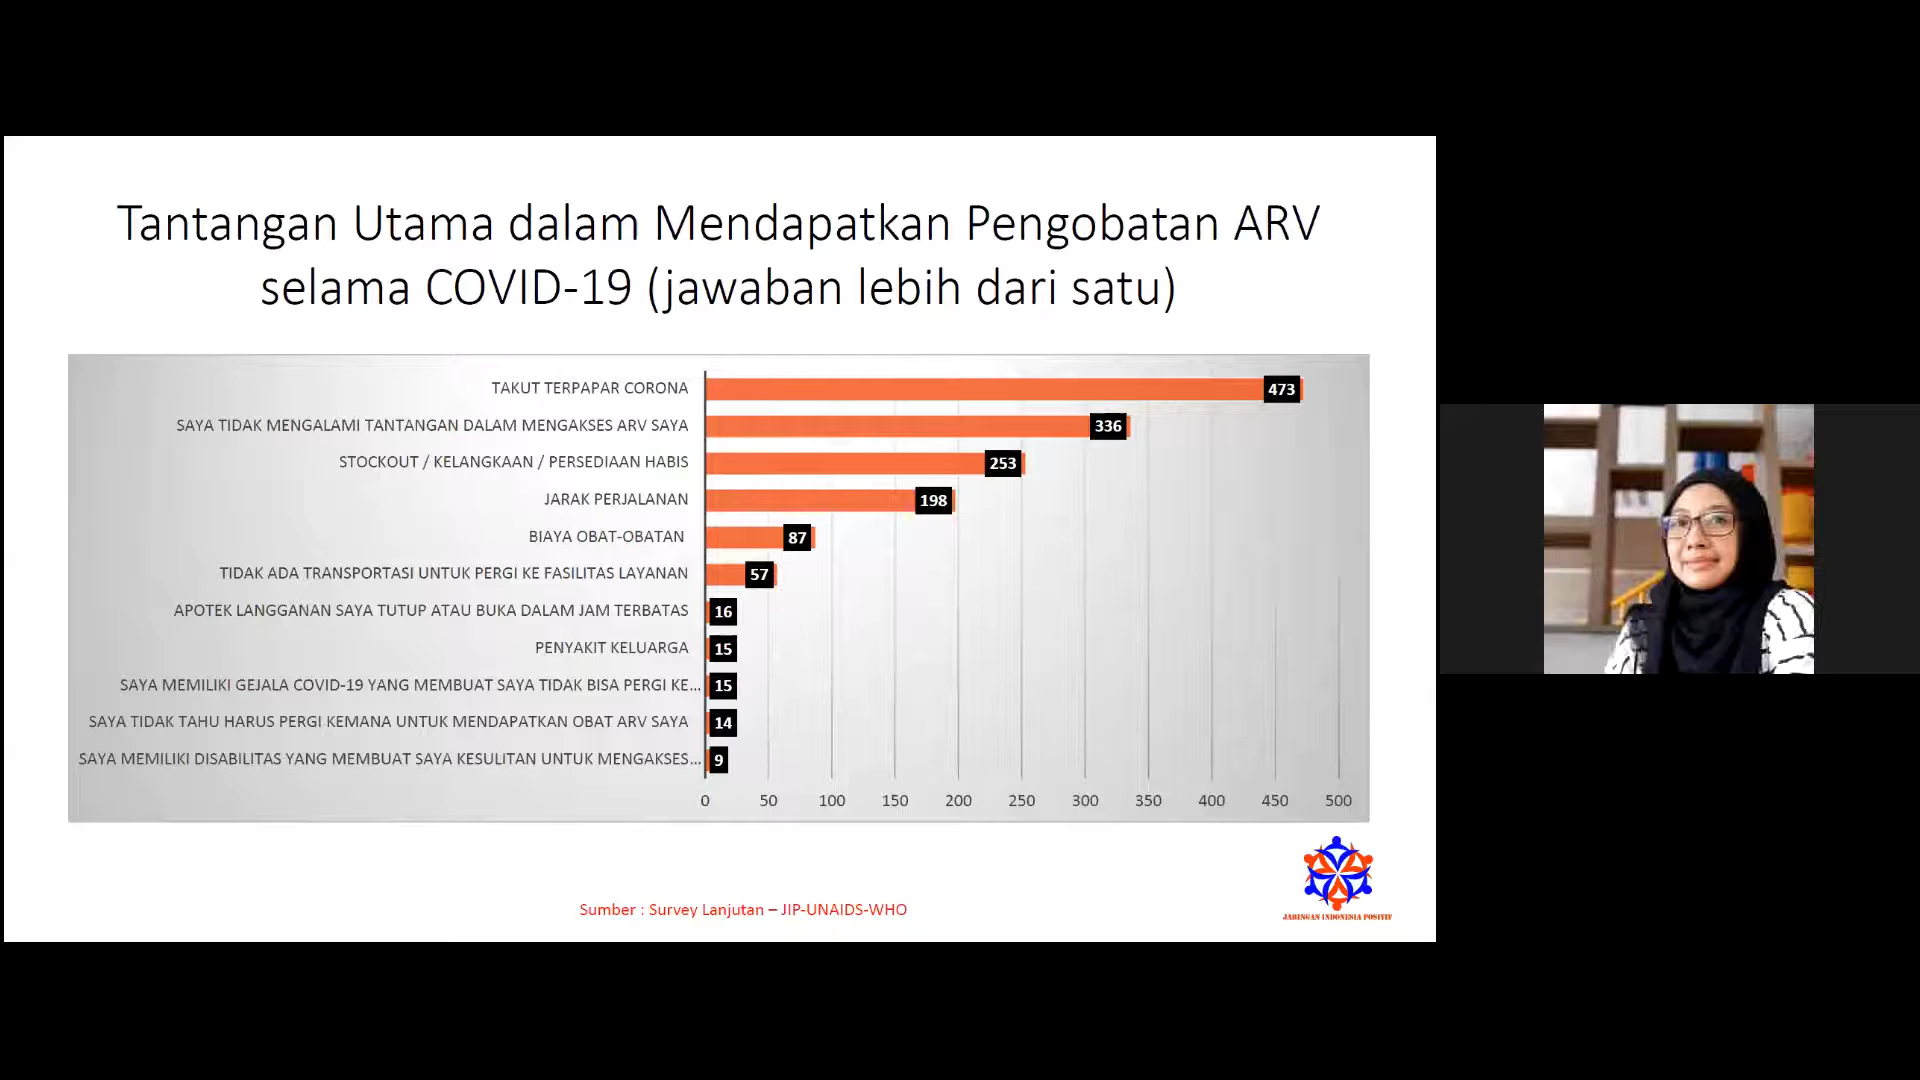 Tantangan Utama dalam Mendapatkan Pengobatan ARV
selama COVID-19 (jawaban lebih dari satu)
TAKUT TERPAPAR CORONA 473
SAYA TIDAK MENGALAMI TANTANGAN DALAM MENGAKSES ARV SAYA 336
STOCKOUT / KELANGKAAN / PERSEDIAAN HABIS 253
JARAK PERJALANAN 198
BIAYA OBAT-OBATAN 87
TIDAK ADA TRANSPORTASI UNTUK PERGI KE FASILITAS LAYANAN 57
APOTEK LANGGANAN SAYA TUTUP ATAU BUKA DALAM JAM TERBATAS 16
PENYAKIT KELUARGA 15
SAYA MEMILIKI GEJALA COVID-19 YANG MEMBUAT SAYA TIDAK BISA PERGI KE... 15
SAYA TIDAK TAHU HARUS PERGI KEMANA UNTUK MENDAPATKAN OBAT ARV SAYA 14
SAYA MEMILIKI DISABILITAS YANG MEMBUAT SAYA KESULITAN UNTUK MENGAKSES... 9
0 50 100 150 200 250 300 350 400 450 500
Sumber : Survey Lanjutan – JIP-UNAIDS-WHO
JARINGAN INDONESIA POSITIF